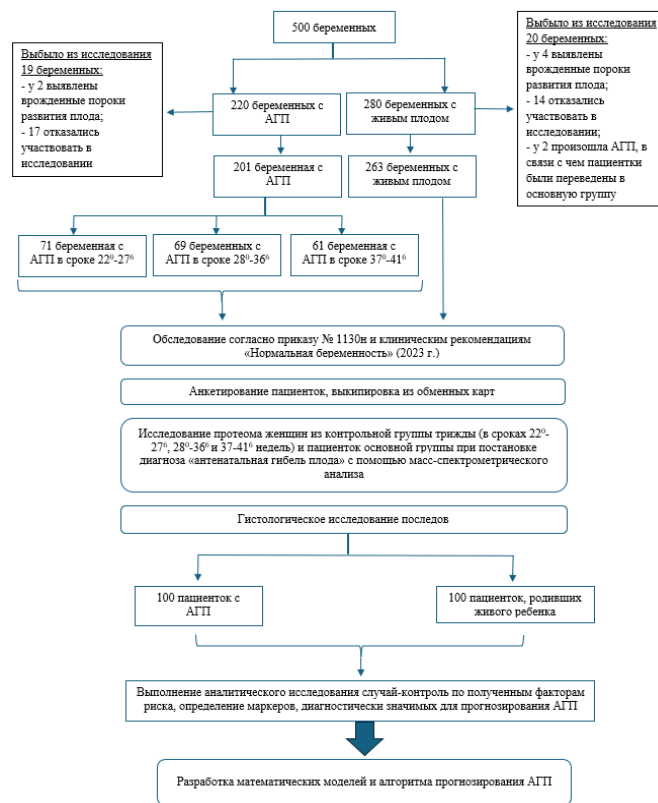 500 беременных
Выбыло из исследования
19 беременных:
- у 2 выявлены
врожденные пороки
развития плода;
- 17 отказались
участвовать в
исследовании
Выбыло из исследования
20 беременных:
- у 4 выявлены
врожденные пороки
развития плода;
- 14 отказались
участвовать в
исследовании;
- у 2 произошла АГП, в
связи с чем пациентки
были переведены в
основную группу
220 беременных с
АГП
280 беременных с
живым плодом
201 беременная с
АГП
263 беременных с
живым плодом
71 беременная с
АГП в сроке 22⁰-27⁶
69 беременных с
АГП в сроке 28⁰-36⁶
61 беременная с
АГП в сроке 37⁰-41⁶
Обследование согласно приказу № 1130н и клиническим рекомендациям
«Нормальная беременность» (2023 г.)
Анкетирование пациенток, выкипировка из обменных карт
Исследование протеома женщин из контрольной группы трижды (в сроках 22⁰-
27⁶, 28⁰-36⁶ и 37-41⁶ недель) и пациенток основной группы при постановке
диагноза «антенатальная гибель плода» с помощью масс-спектрометрического
анализа
Гистологическое исследование последов
100 пациенток с
АГП
100 пациенток, родивших
живого ребенка
Выполнение аналитического исследования случай-контроль по полученным факторам
риска, определение маркеров, диагностически значимых для прогнозирования АГП
Разработка математических моделей и алгоритма прогнозирования АГП